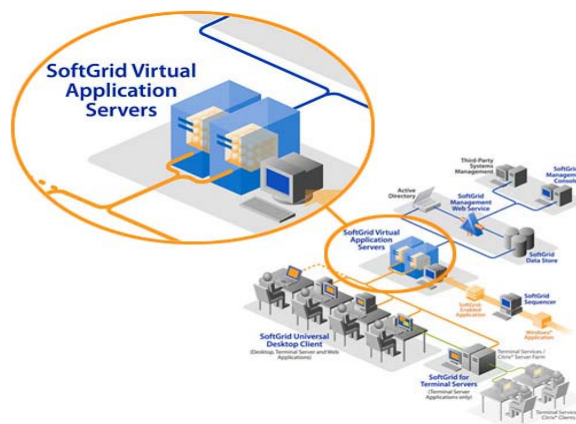 SoftGrid Virtual
Application
Servers
Third-Party
Systems
Management
SoftGrid
Management
Console
Active
Directory
SoftGrid
Management
Web Service
SoftGrid Virtual
Application
Servers
SoftGrid
Data Store
SoftGrid
Enabled
Application
SoftGrid
Sequencer
Windows®
Application
SoftGrid Universal
Desktop Client
(Desktop, Terminal Server and Web
Applications)
SoftGrid for
Terminal Servers
(Terminal Server
Applications only)
Terminal Services /
Citrix® Server Farm
Terminal Service
Citrix® Clients